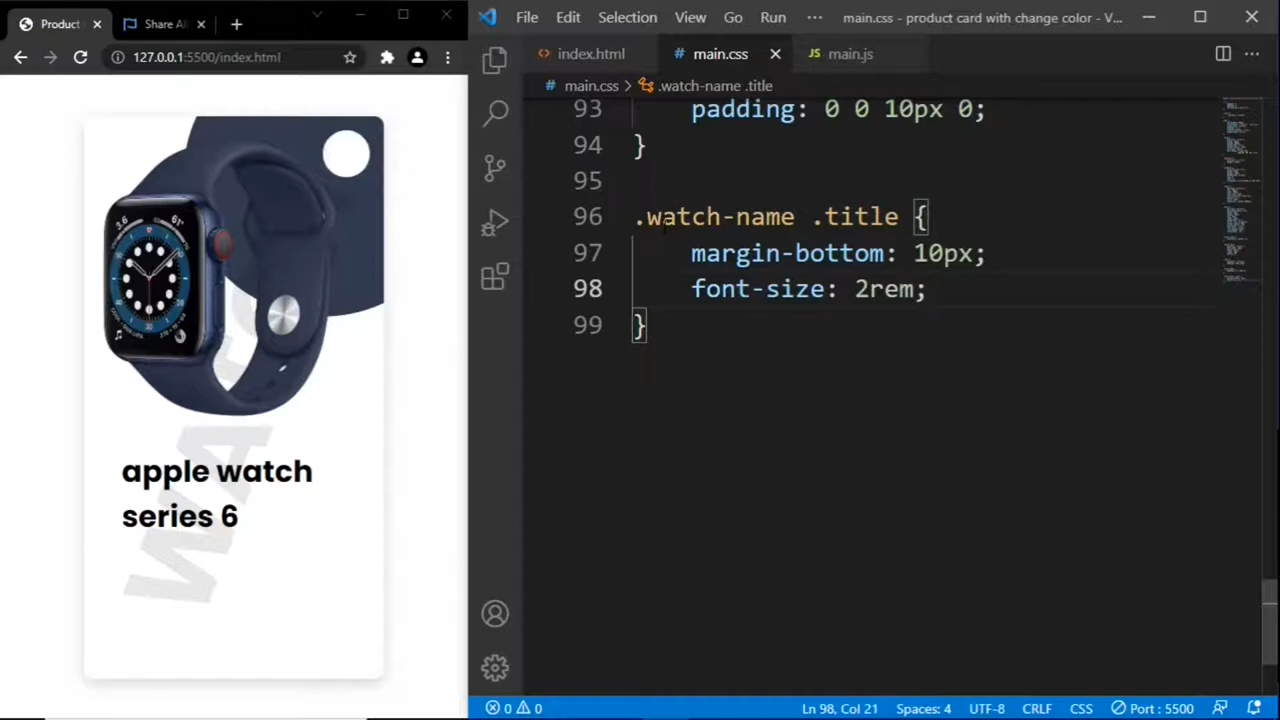 Product
Share Al
File Edit Selection View Go Run ··· main.css - product card with change color - V...
127.0.0.1:5500/index.html
index.html
main.css
JS main.js
# main.css > .watch-name .title
93 padding: 0 0 10px 0;
94 }
95
96 .watch-name .title {
97 margin-bottom: 10px;
98 font-size: 2rem;
99 }
apple watch
series 6
0 0 Ln 98, Col 21 Spaces: 4 UTF-8 CRLF CSS Port : 5500